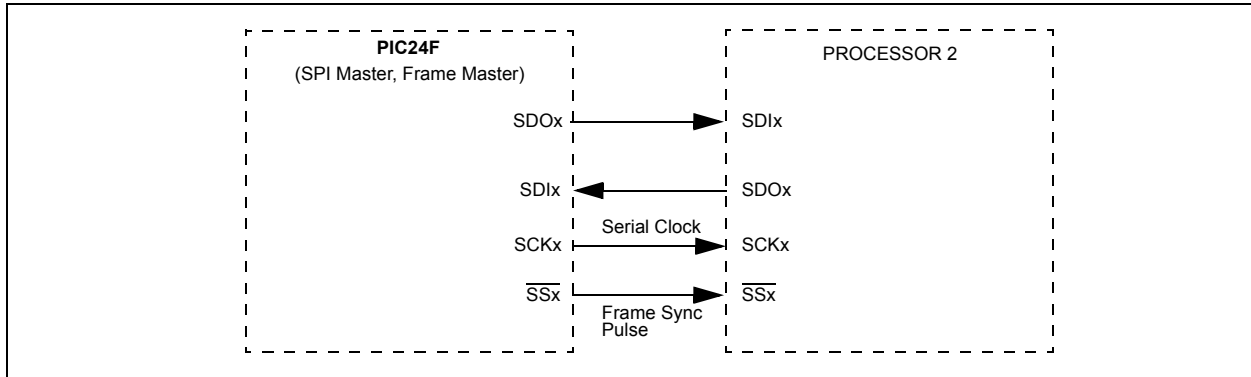 PIC24F
(SPI Master, Frame Master)
PROCESSOR 2
SDOx
SDIx
SDIx
SDOx
Serial Clock
SCKx
SCKx
SSx
SSx
Frame Sync
Pulse